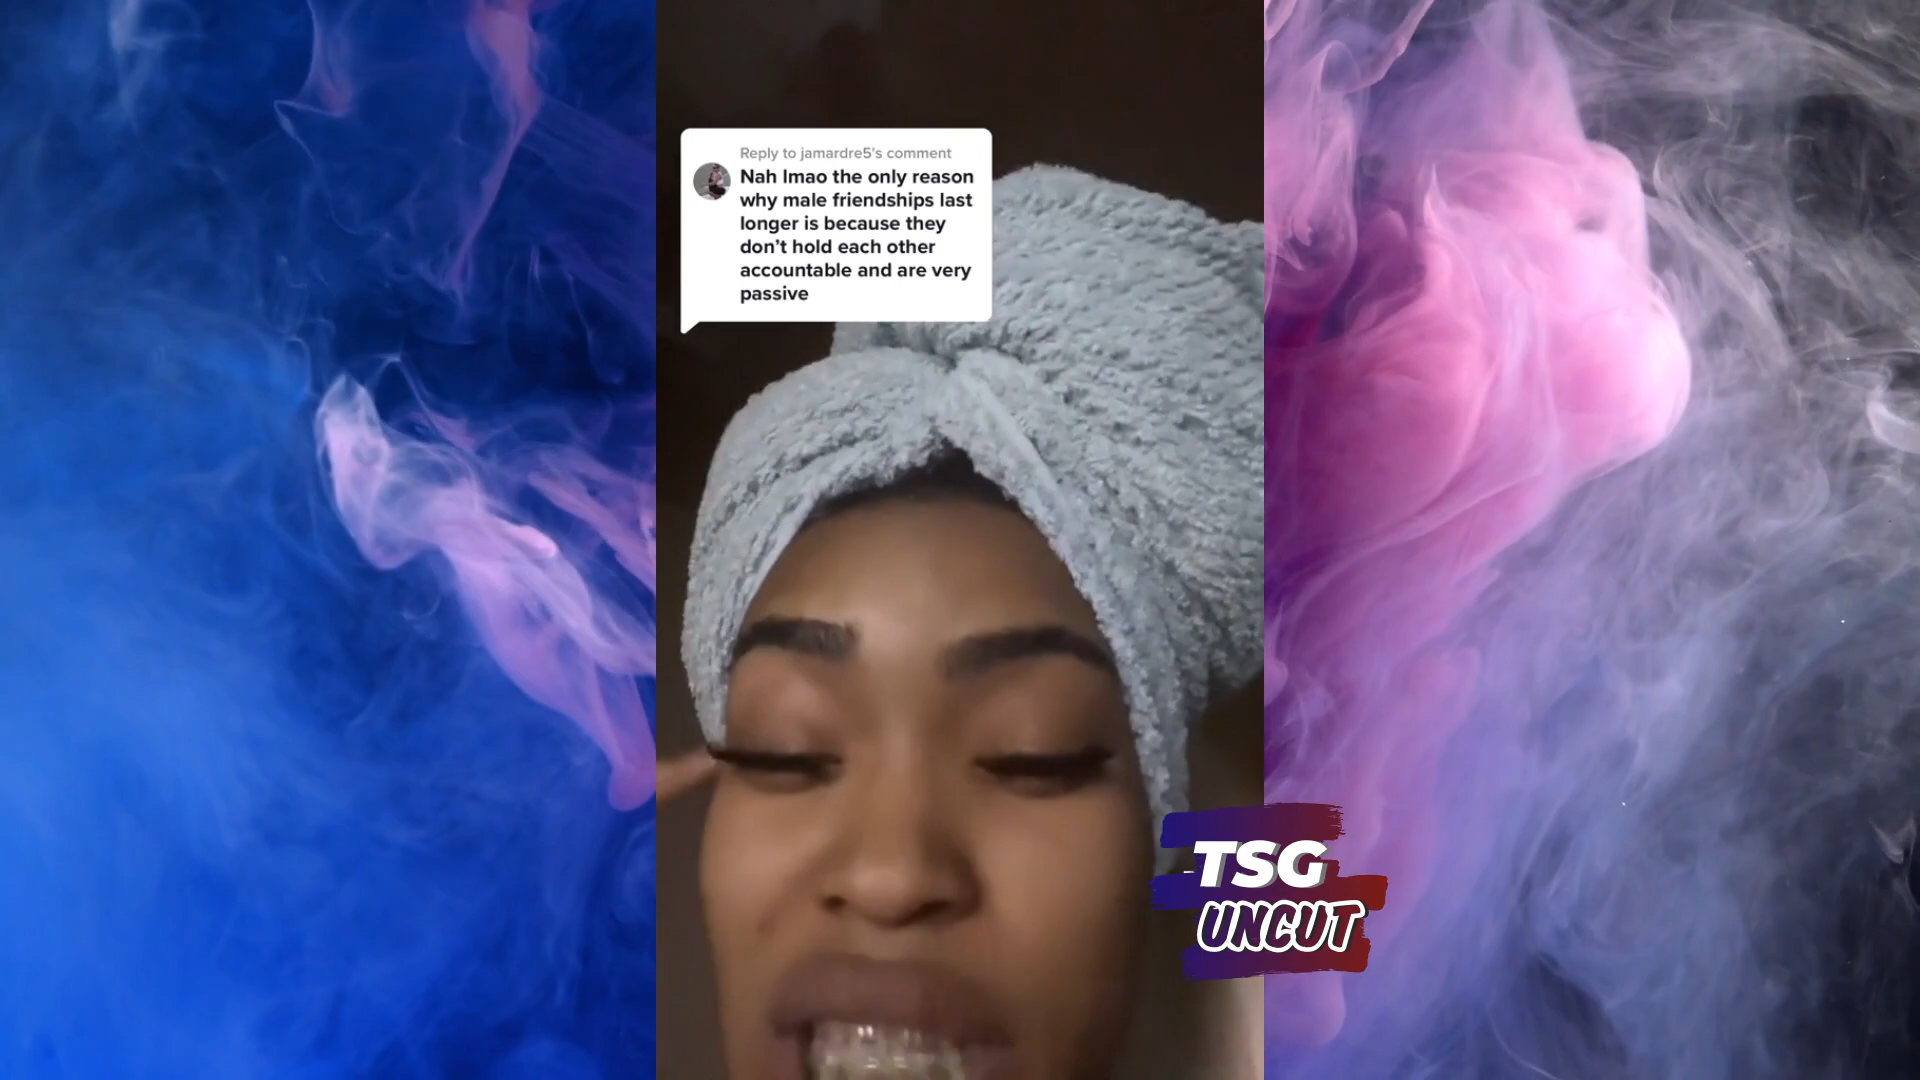 Reply to jamardre5's comment
Nah lmao the only reason
why male friendships last
longer is because they
don't hold each other
accountable and are very
passive
TSG
UNCUT